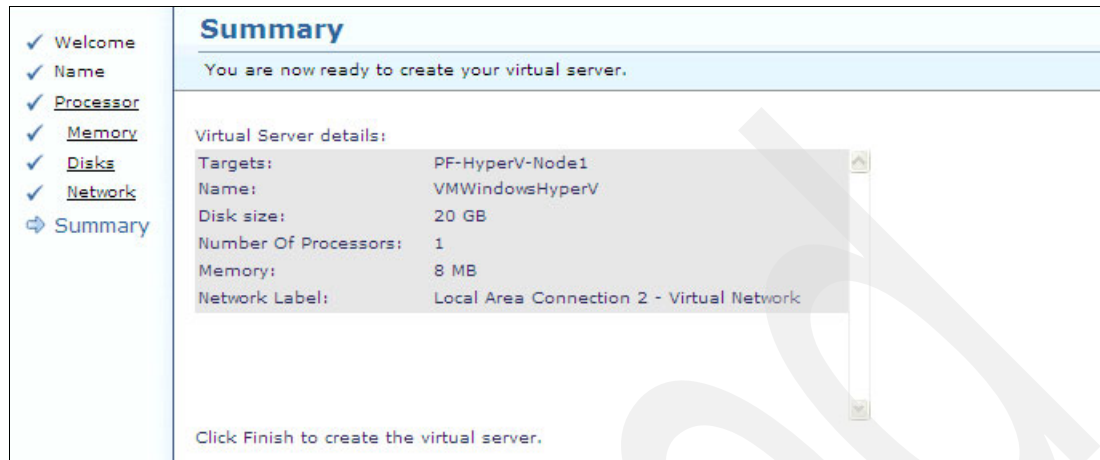 Welcome
Name
Processor
Memory
Disks
Network
Summary
Summary
You are now ready to create your virtual server.
Virtual Server details:
Targets: PF-HyperV-Node1
Name: VMWindowsHyperV
Disk size: 20 GB
Number Of Processors: 1
Memory: 8 MB
Network Label: Local Area Connection 2 - Virtual Network
Click Finish to create the virtual server.